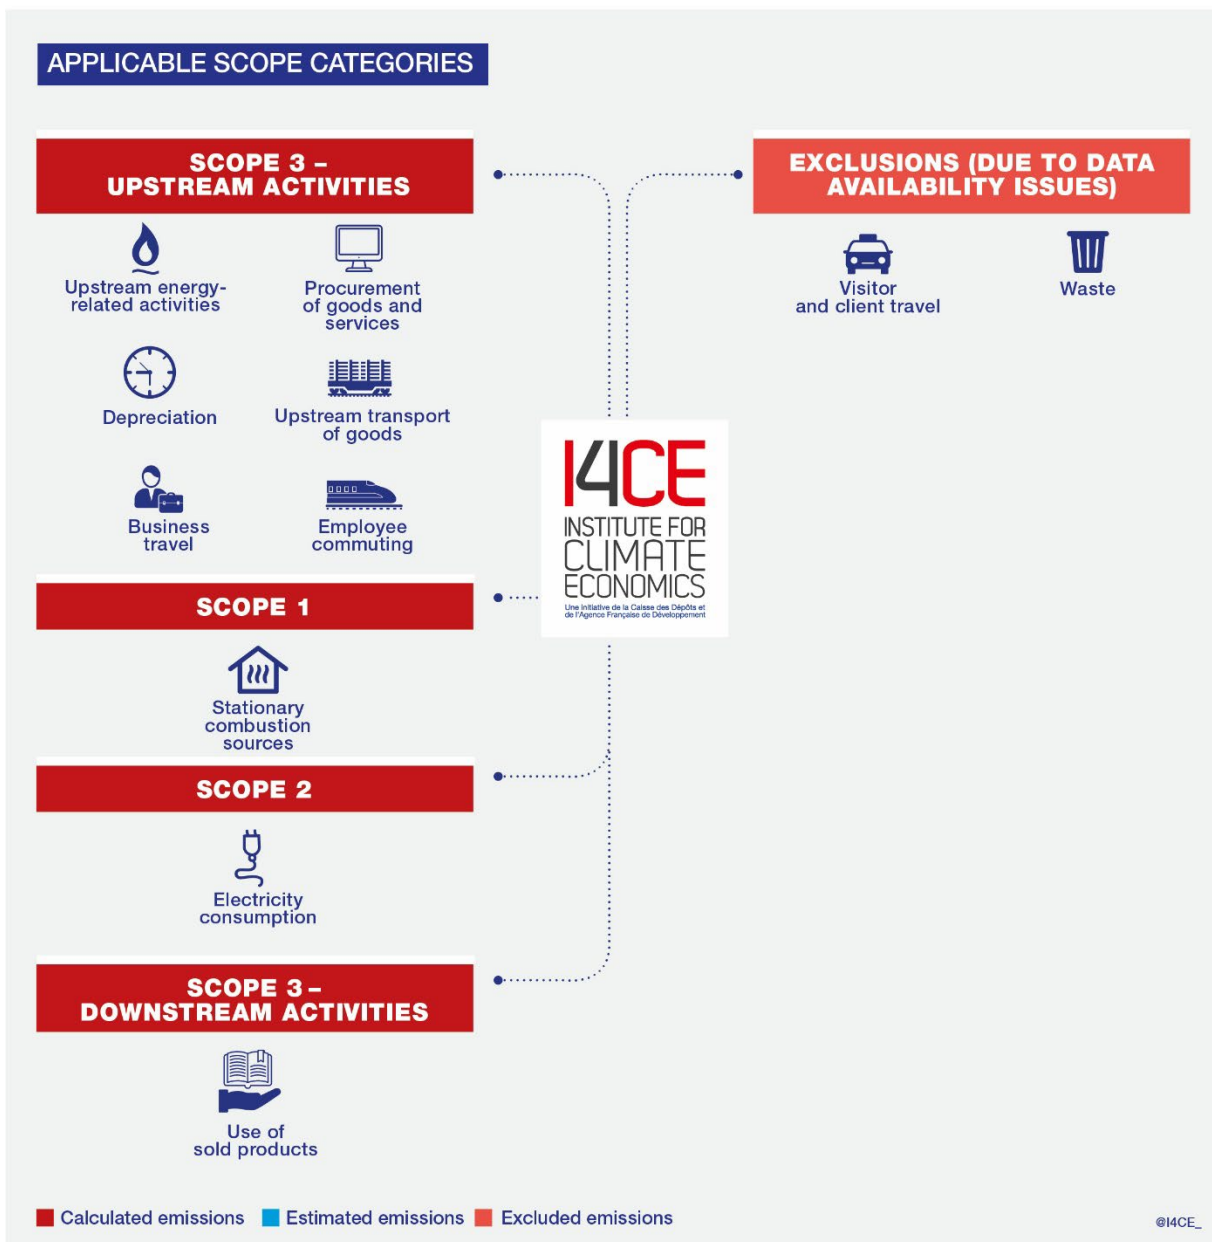 APPLICABLE SCOPE CATEGORIES
SCOPE 3 –
UPSTREAM ACTIVITIES
Upstream energy-
related activities
Procurement
of goods and
services
Depreciation
Upstream transport
of goods
Business
travel
Employee
commuting
SCOPE 1
Stationary
combustion
sources
SCOPE 2
Electricity
consumption
SCOPE 3 –
DOWNSTREAM ACTIVITIES
Use of
sold products
I4CE
INSTITUTE FOR
CLIMATE
ECONOMICS
Une initiative de la Caisse des Dépôts et
de l'Agence Française de Développement
EXCLUSIONS (DUE TO DATA
AVAILABILITY ISSUES)
Visitor
and client travel
Waste
Calculated emissions Estimated emissions Excluded emissions
@I4CE_